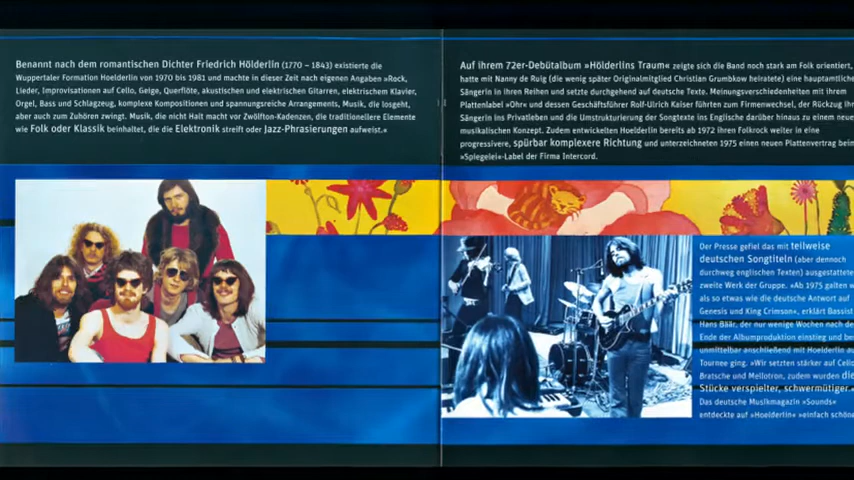 Benannt nach dem romantischen Dichter Friedrich Hölderlin (1770 – 1843) existierte die
Wuppertaler Formation Hoelderlin von 1970 bis 1981 und machte in dieser Zeit nach eigenen Angaben »Rock,
Lieder, Improvisationen auf Cello, Geige, Querflöte, akustischen und elektrischen Gitarren, elektrischem Klavier,
Orgel, Bass und Schlagzeug, komplexe Kompositionen und spannungsreiche Arrangements, Musik, die losgeht,
aber auch zum Zuhören zwingt. Musik, die nicht Halt macht vor Zwölfton-Kadenzen, die traditionellere Elemente
wie Folk oder Klassik beinhaltet, die die Elektronik streift oder Jazz-Phrasierungen aufweist.«
Auf ihrem 72er-Debütalbum »Hölderlins Traum« zeigte sich die Band noch stark am Folk orientiert,
hatte mit Nanny de Ruig (die wenig später Originalmitglied Christian Grumbkow heiratete) eine hauptamtliche
Sängerin in ihren Reihen und setzte durchgehend auf deutsche Texte. Meinungsverschiedenheiten mit ihrem
Plattenlabel »Ohr« und dessen Geschäftsführer Rolf-Ulrich Kaiser führten zum Firmenwechsel, der Rückzug ihr
Sängerin ins Privatleben und die Umstrukturierung der Songtexte ins Englische darüber hinaus zu einem neuen
musikalischen Konzept. Zudem entwickelten Hoelderlin bereits ab 1972 ihren Folkrock weiter in eine
progressivere, spürbar komplexere Richtung und unterzeichneten 1975 einen neuen Plattenvertrag beim
»Spiegelei«-Label der Firma Intercord.
Der Presse gefiel das mit teilweise
deutschen Songtiteln (aber dennoch
durchweg englischen Texten) ausgestattete
zweite Werk der Gruppe. »Ab 1975 galten w
als so etwas wie die deutsche Antwort auf
Genesis und King Crimson«, erklärt Bassist
Hans Bäär, der nur wenige Wochen nach de
Ende der Albumproduktion einstieg und
unmittelbar anschließend mit Hoelderlin au
Tournee ging. »Wir setzten stärker auf Cello
Bratsche und Mellotron, zudem wurden die
Stücke verspielter, schwermütiger.«
Das deutsche Musikmagazin »Sounds«
entdeckte auf »Hoelderlin« »einfach schöne